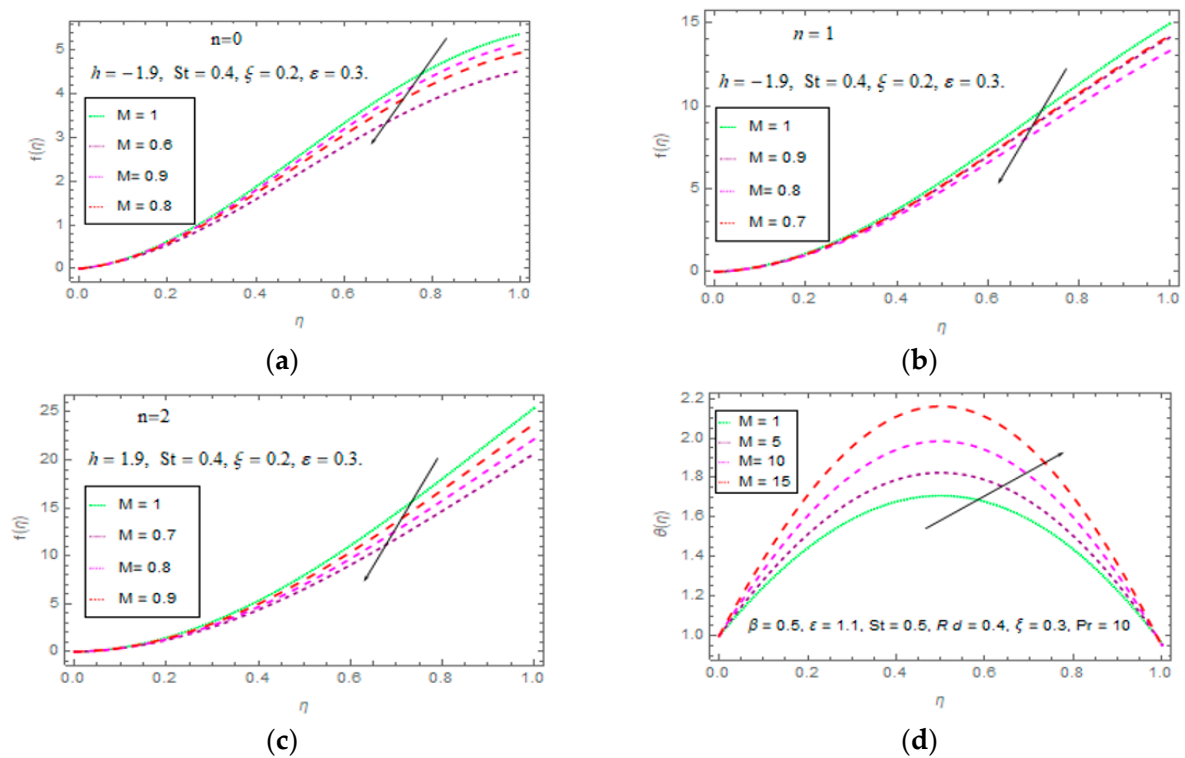 n=0
h = −1.9, St = 0.4, ξ = 0.2, ε = 0.3.
M = 1
M = 0.6
M= 0.9
M = 0.8
f(η)
5
4
3
2
1
0
0.0 0.2 0.4 0.6 0.8 1.0
η
(a)
n = 1
h = −1.9, St = 0.4, ξ = 0.2, ε = 0.3.
M = 1
M = 0.9
M= 0.8
M = 0.7
f(η)
15
10
5
0
0.0 0.2 0.4 0.6 0.8 1.0
η
(b)
n=2
h = 1.9, St = 0.4, ξ = 0.2, ε = 0.3.
M = 1
M = 0.7
M= 0.8
M = 0.9
f(η)
25
20
15
10
5
0
0.0 0.2 0.4 0.6 0.8 1.0
η
(c)
M = 1
M = 5
M= 10
M = 15
θ(η)
2.2
2.0
1.8
1.6
1.4
1.2
1.0
β = 0.5, ε = 1.1, St = 0.5, R d = 0.4, ξ = 0.3, Pr = 10
0.0 0.2 0.4 0.6 0.8 1.0
η
(d)